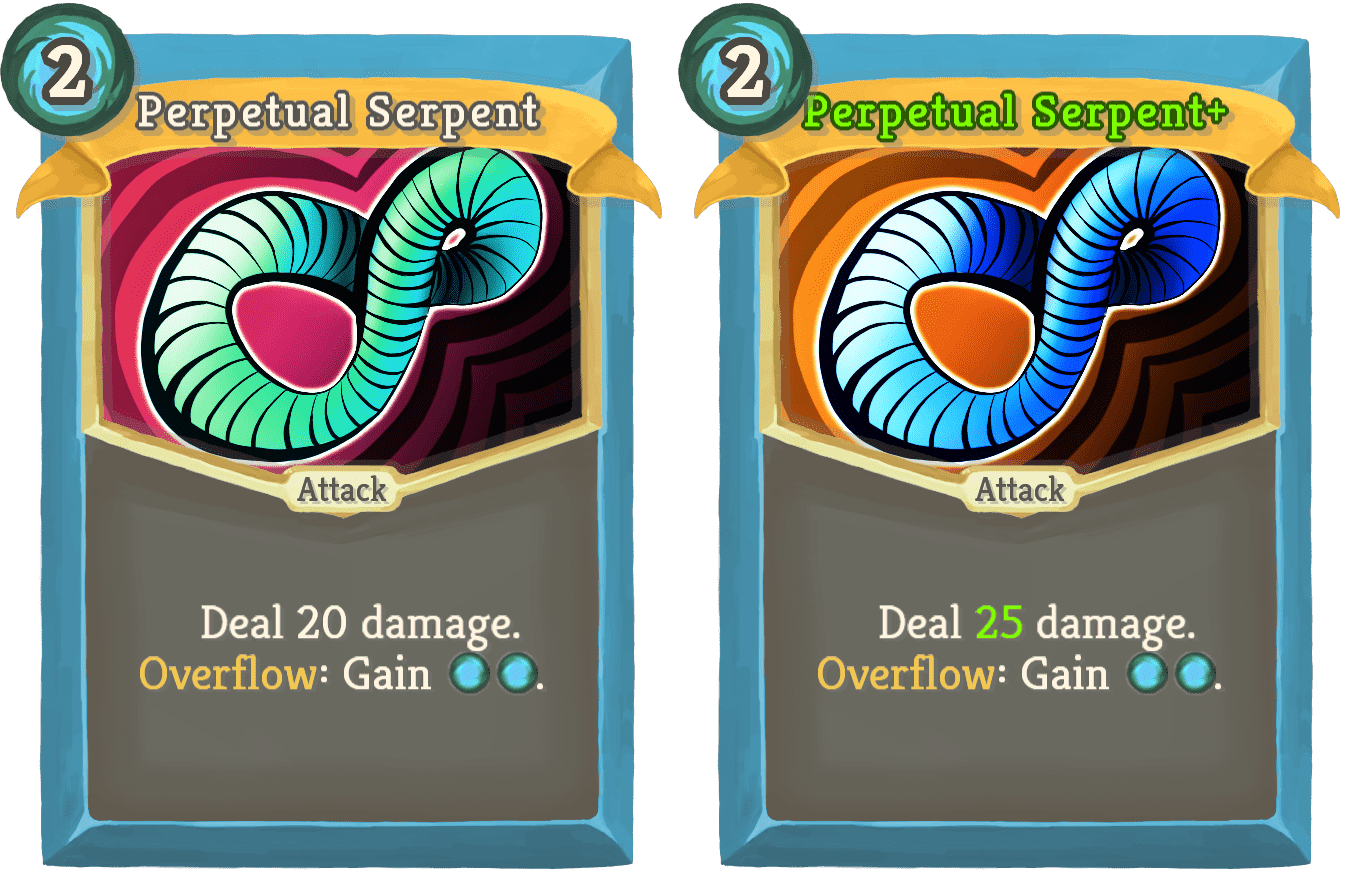 2
Perpetual Serpent
Attack
Deal 20 damage.
Overflow: Gain .
2
Perpetual Serpent+
Attack
Deal 25 damage.
Overflow: Gain .